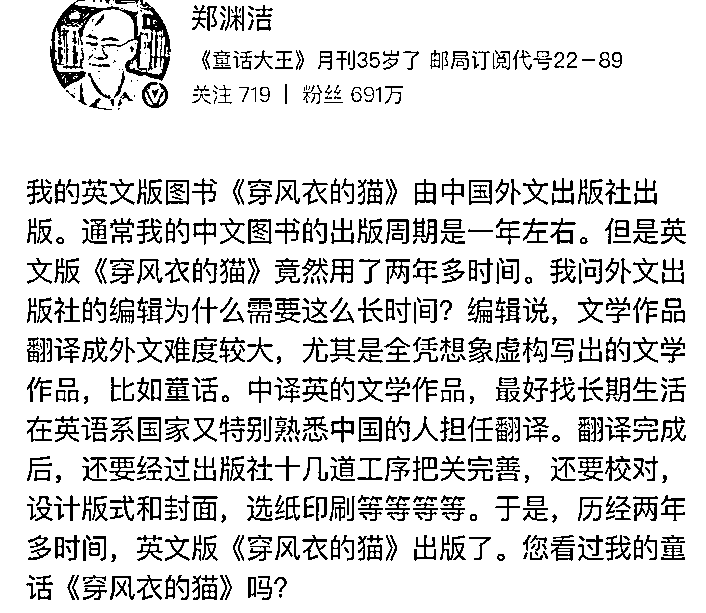 郑渊洁
《童话大王》月刊35岁了 邮局订阅代号22-89
关注 719 | 粉丝 691万
我的英文版图书《穿风衣的猫》由中国外文出版社出
版。通常我的中文图书的出版周期是一年左右。但是英
文版《穿风衣的猫》竟然用了两年多时间。我问外文出
版社的编辑为什么需要这么长时间？编辑说，文学作品
翻译成外文难度较大，尤其是全凭想象虚构写出的文学
作品，比如童话。中译英的文学作品，最好找长期生活
在英语系国家又特别熟悉中国的人担任翻译。翻译完成
后，还要经过出版社十几道工序把关完善，还要校对，
设计版式和封面，选纸印刷等等等等。于是，历经两年
多时间，英文版《穿风衣的猫》出版了。您看过我的童
话《穿风衣的猫》吗？